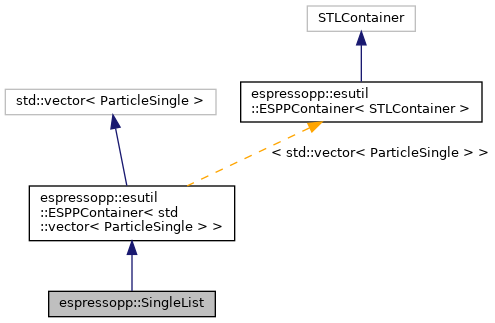 STLContainer
std::vector< ParticleSingle >
espressopp::esutil
::ESPPContainer< STLContainer >
< std::vector< ParticleSingle > >
espressopp::esutil
::ESPPContainer< std
::vector< ParticleSingle > >
espressopp::SingleList